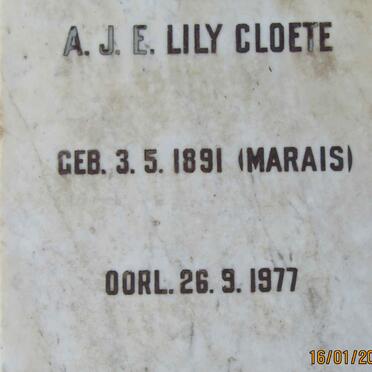 A. J. E. LILY CLOETE
GEB. 3. 5. 1891 (MARAIS)
OORL. 26. 9. 1977
16/01/20